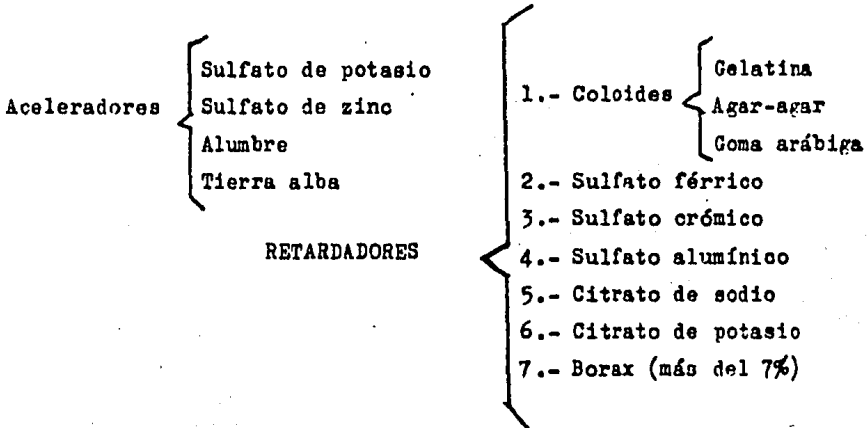 Aceleradores
Sulfato de potasio
Sulfato de zinc
Alumbre
Tierra alba
RETARDADORES
1.- Coloides
Gelatina
Agar-agar
Goma arábiga
2.- Sulfato férrico
3.- Sulfato crómico
4.- Sulfato alumínico
5.- Citrato de sodio
6.- Citrato de potasio
7.- Borax (más del 7%)